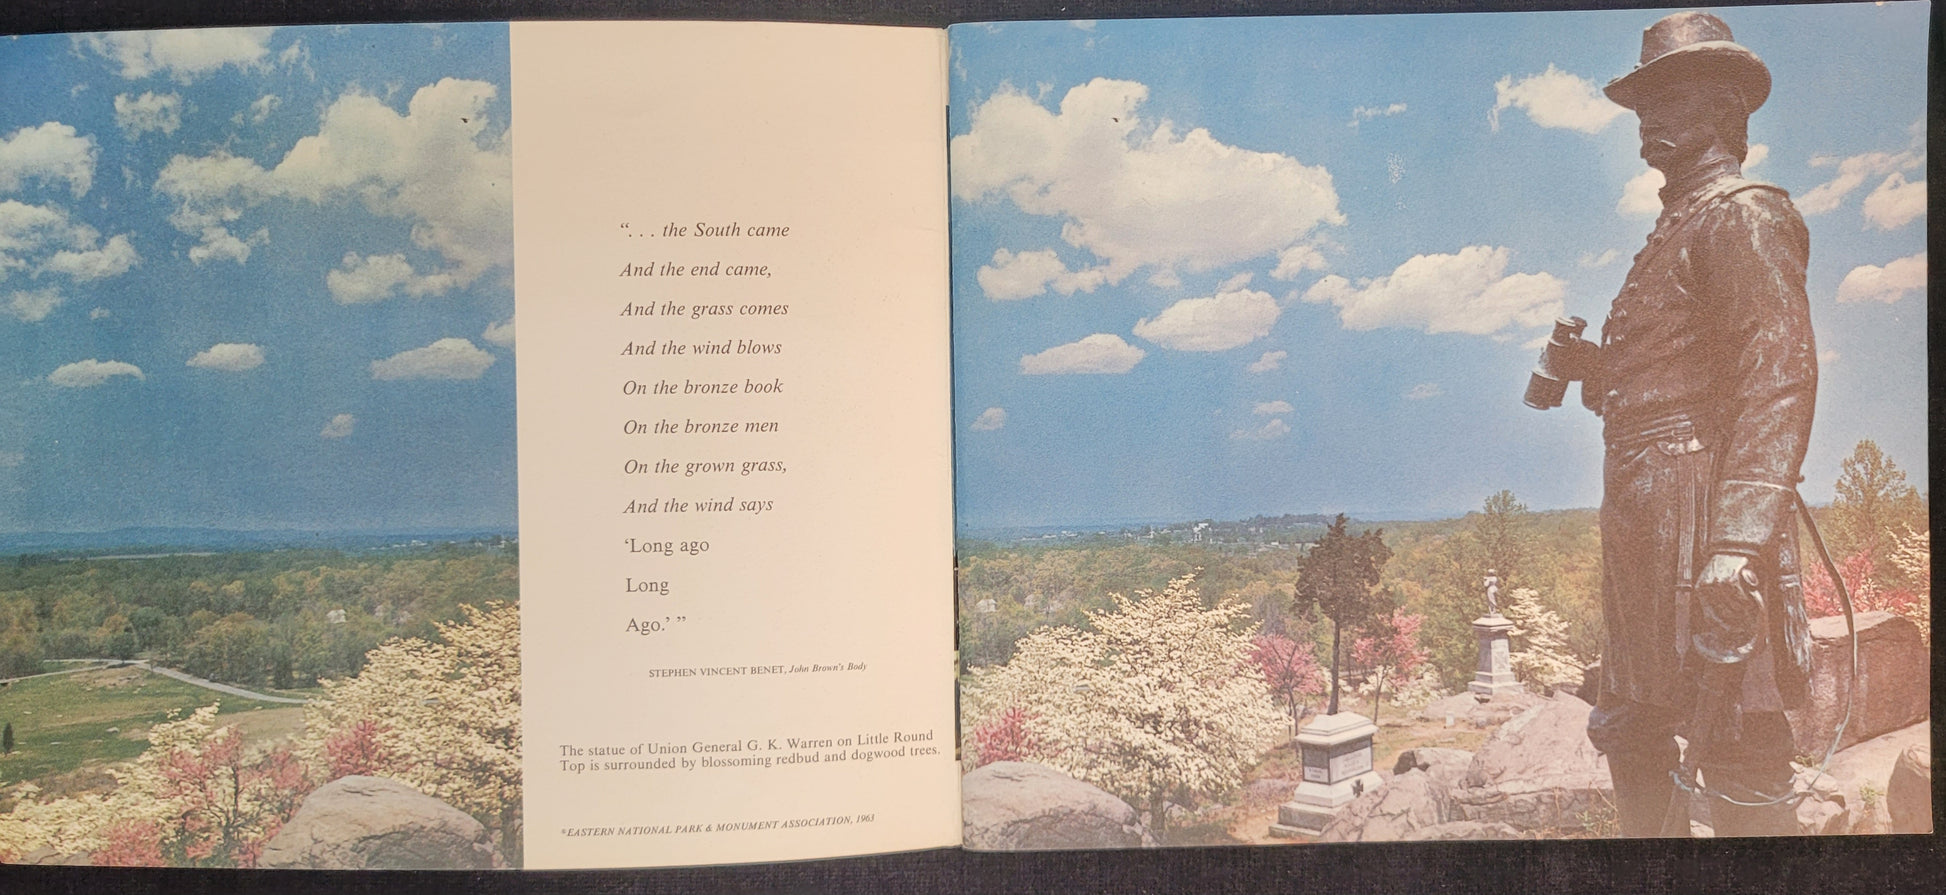 “. . . the South came
And the end came,
And the grass comes
And the wind blows
On the bronze book
On the bronze men
On the grown grass,
And the wind says
‘Long ago
Long
Ago.’ ”
STEPHEN VINCENT BENET, John Brown's Body
The statue of Union General G. K. Warren on Little Round
Top is surrounded by blossoming redbud and dogwood trees.
©EASTERN NATIONAL PARK & MONUMENT ASSOCIATION, 1963